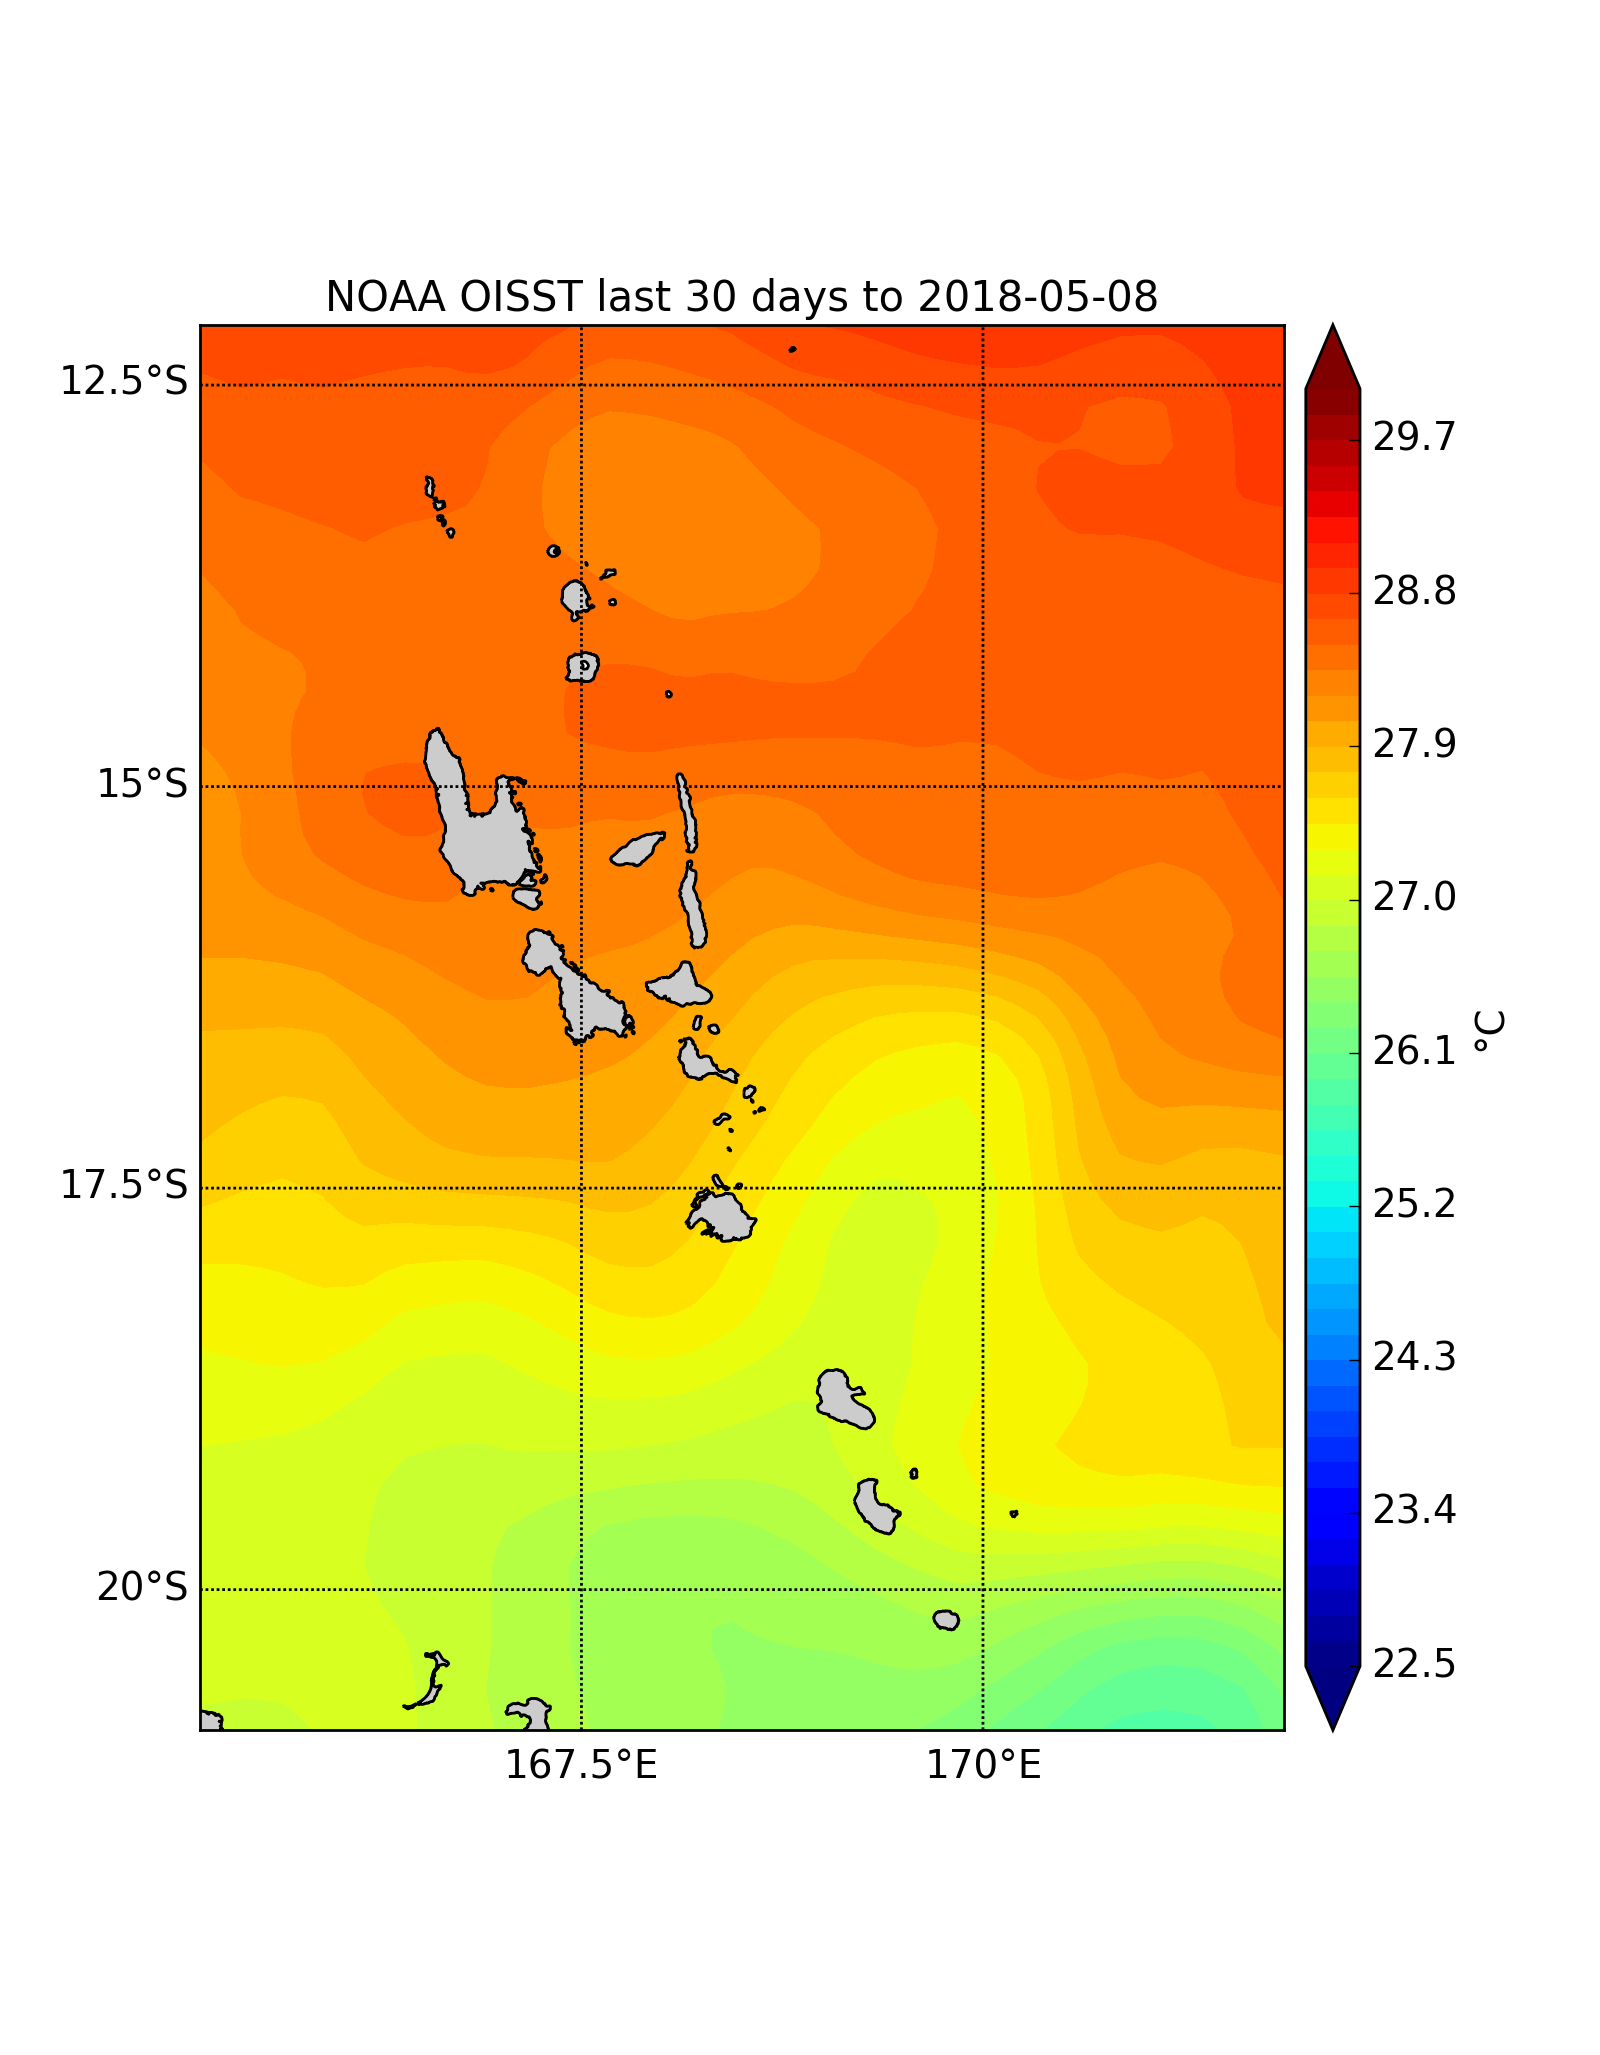 NOAA OISST last 30 days to 2018-05-08
12.5°S
15°S
17.5°S
20°S
167.5°E
170°E
29.7
28.8
27.9
27.0
26.1
25.2
24.3
23.4
22.5
°C